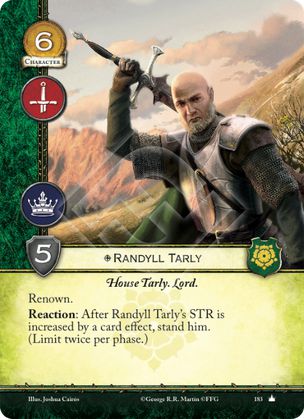 6
CHARACTER
5
RANDYLL TARLY
House Tarly. Lord.
Renown.
Reaction: After Randyll Tarly's STR is
increased by a card effect, stand him.
(Limit twice per phase.)
Illus. Joshua Cairós
©George R.R. Martin ©FFG
183